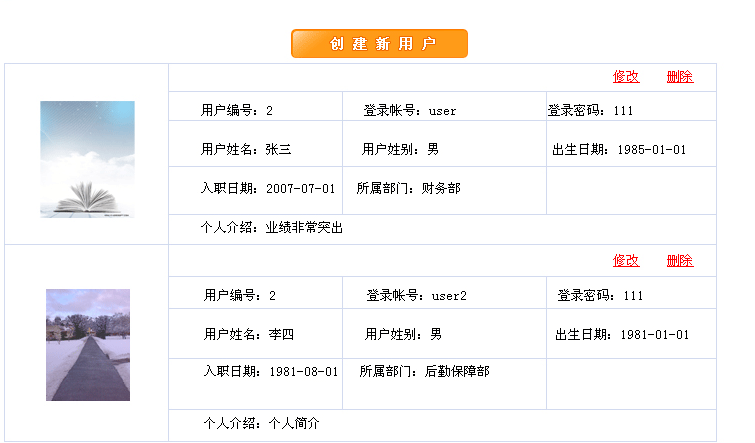 创建新用户
修改 删除
用户编号：2 登录帐号：user 登录密码：111
用户姓名：张三 用户姓别：男 出生日期：1985-01-01
入职日期：2007-07-01 所属部门：财务部
个人介绍：业绩非常突出
修改 删除
用户编号：2 登录帐号：user2 登录密码：111
用户姓名：李四 用户姓别：男 出生日期：1981-01-01
入职日期：1981-08-01 所属部门：后勤保障部
个人介绍：个人简介